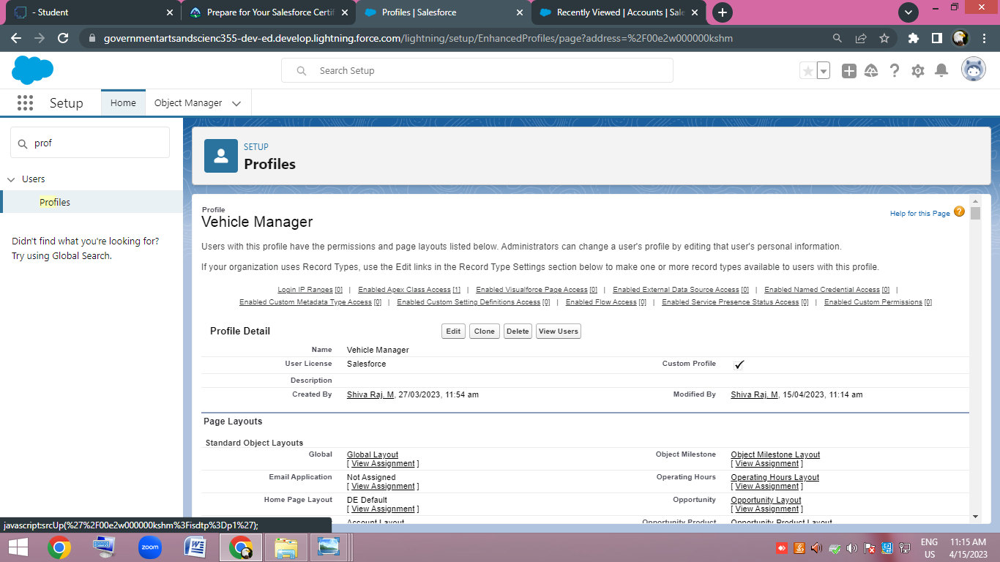 - Student
Prepare for Your Salesforce Certif
Profiles | Salesforce
Recently Viewed | Accounts | Sale
governmentartsandscienc355-dev-ed.develop.lightning.force.com/lightning/setup/EnhancedProfiles/page?address=%2F00e2w000000kshm
Search Setup
Setup
Home
Object Manager
prof
Users
Profiles
Didn't find what you're looking for?
Try using Global Search.
SETUP
Profiles
Profile
Vehicle Manager
Help for this Page ?
Users with this profile have the permissions and page layouts listed below. Administrators can change a user's profile by editing that user's personal information.
If your organization uses Record Types, use the Edit links in the Record Type Settings section below to make one or more record types available to users with this profile.
Login IP Ranges [0] | Enabled Apex Class Access [1] | Enabled Visualforce Page Access [0] | Enabled External Data Source Access [0] | Enabled Named Credential Access [0] |
Enabled Custom Metadata Type Access [0] | Enabled Custom Setting Definitions Access [0] | Enabled Flow Access [0] | Enabled Service Presence Status Access [0] | Enabled Custom Permissions [0]
Profile Detail Edit Clone Delete View Users
Name Vehicle Manager
User License Salesforce Custom Profile ✓
Description
Created By Shiva Raj. M, 27/03/2023, 11:54 am Modified By Shiva Raj. M, 15/04/2023, 11:14 am
Page Layouts
Standard Object Layouts
Global Global Layout Object Milestone Object Milestone Layout
[ View Assignment ] [ View Assignment ]
Email Application Not Assigned Operating Hours Operating Hours Layout
[ View Assignment ] [ View Assignment ]
Home Page Layout DE Default Opportunity Opportunity Layout
[ View Assignment ] [ View Assignment ]
Account Layout Opportunity Product Opportunity Product Layout
javascript:srcUp(%27%2F00e2w000000kshm%3Fisdtp%3Dp1%27);
zoom
ENG
US
11:15 AM
4/15/2023